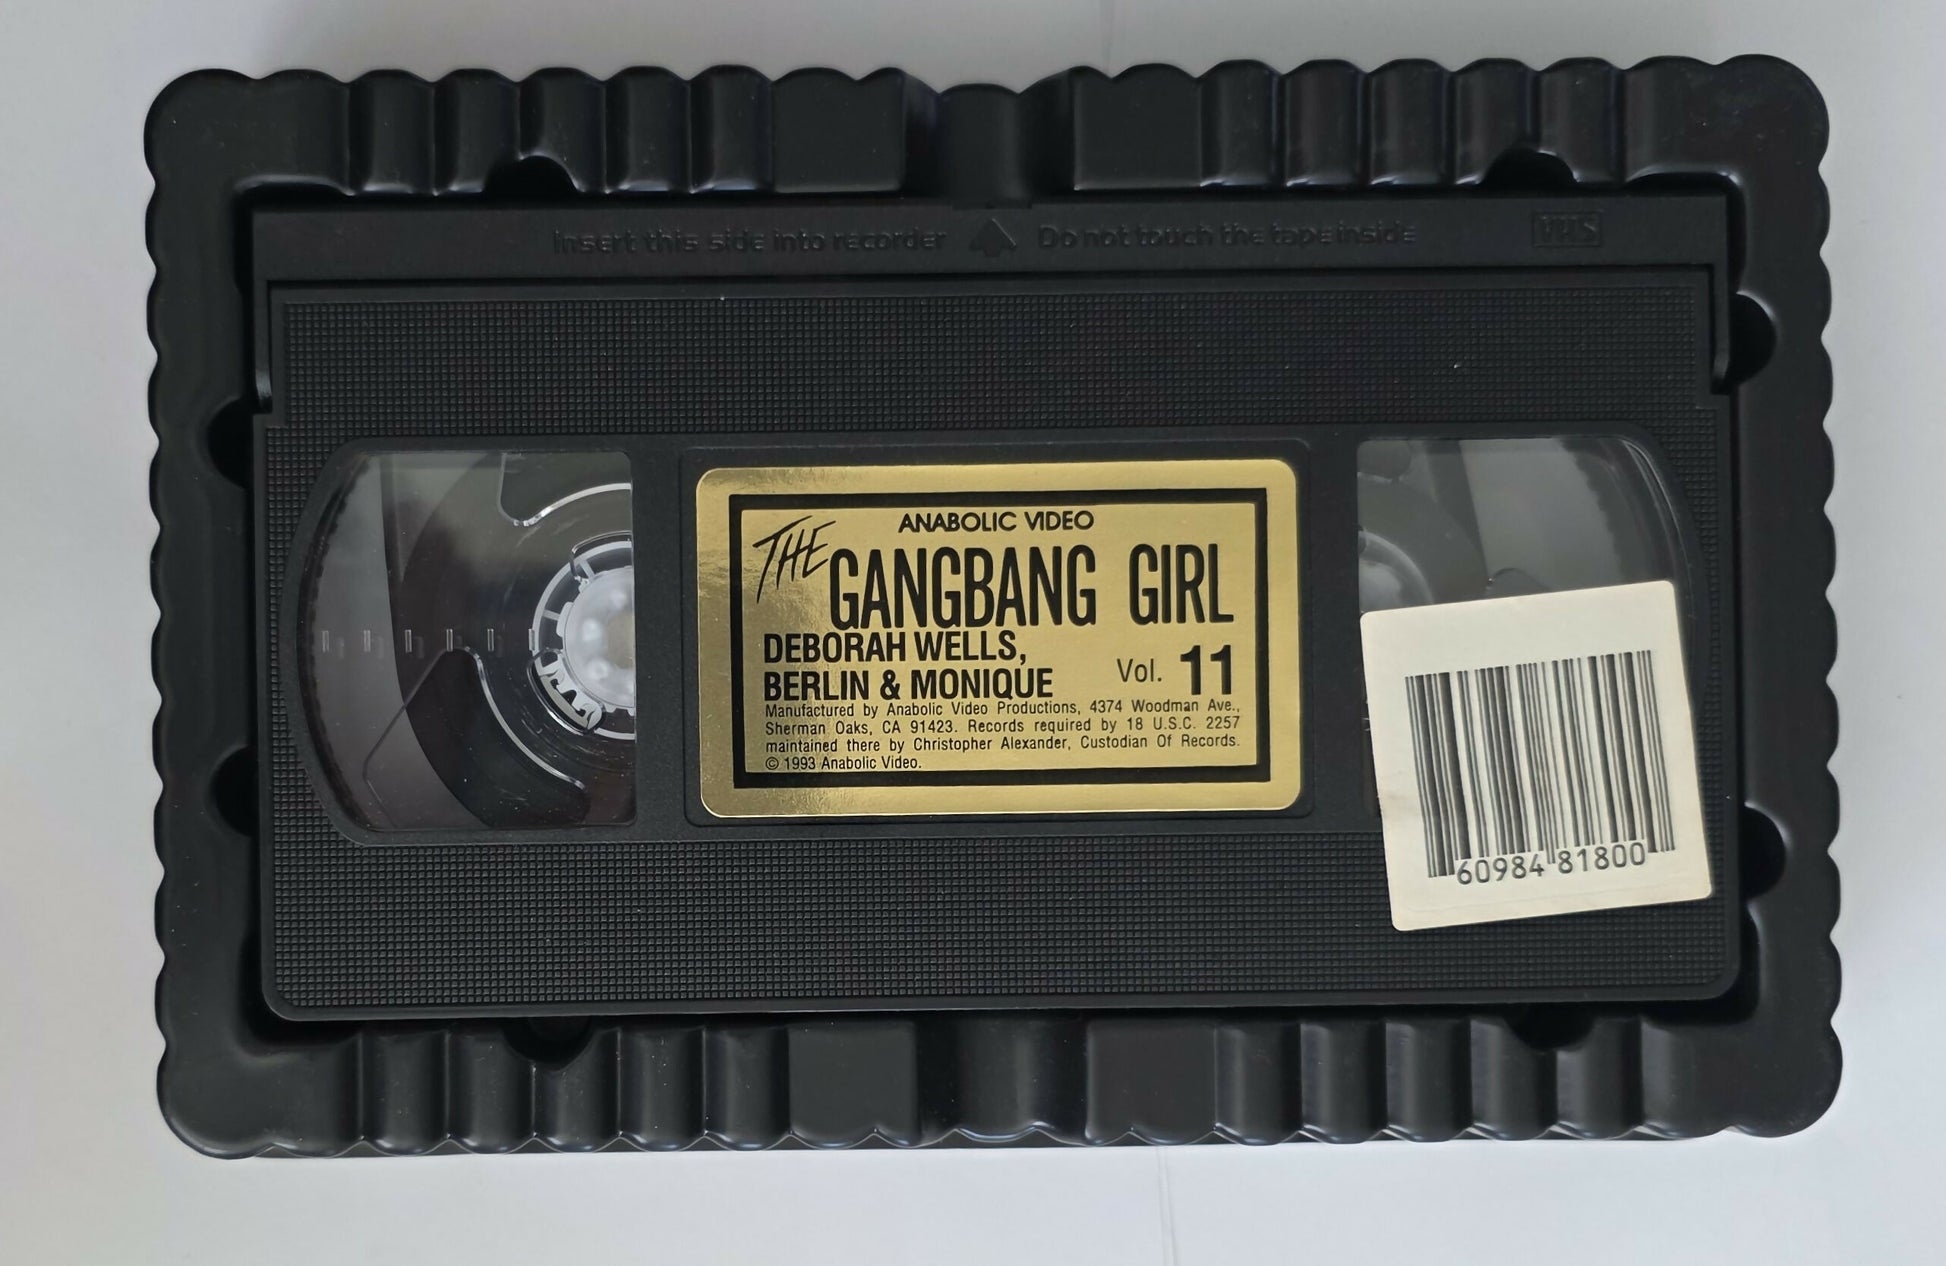 Insert this side into recorder Do not touch the tape inside VHS
ANABOLIC VIDEO
THE GANGBANG GIRL
DEBORAH WELLS,
BERLIN & MONIQUE Vol. 11
Manufactured by Anabolic Video Productions, 4374 Woodman Ave.,
Sherman Oaks, CA 91423. Records required by 18 U.S.C. 2257
maintained there by Christopher Alexander, Custodian Of Records.
© 1993 Anabolic Video.
60984 81800